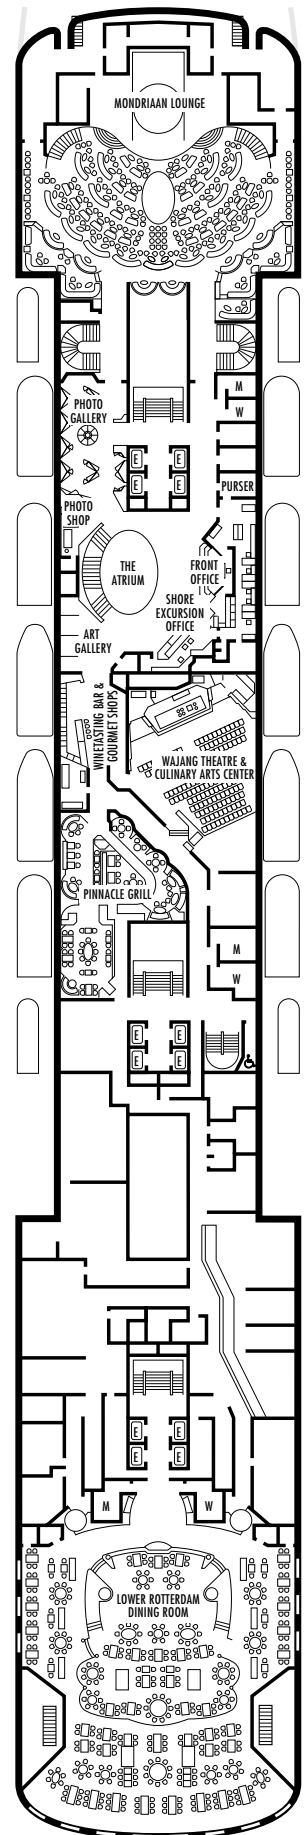 MONDRIAAN LOUNGE
M
W
PHOTO
GALLERY
E
E
E
E
PURSER
PHOTO
SHOP
THE
ATRIUM
FRONT
OFFICE
SHORE
EXCURSION
OFFICE
ART
GALLERY
WINETASTING BAR &
GOURMET SHOPS
WAJANG THEATRE &
CULINARY ARTS CENTER
PINNACLE GRILL
M
W
E
E
E
E
E
E
E
E
M
W
LOWER ROTTERDAM
DINING ROOM